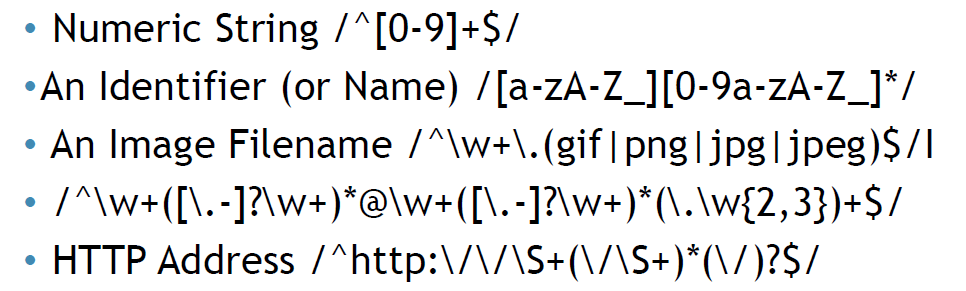 • Numeric String /^[0-9]+$/
•An Identifier (or Name) /[a-zA-Z_][0-9a-zA-Z_]*/
• An Image Filename /^\w+\.(gif|png|jpg|jpeg)$/I
• /^\w+([\.-]?\w+)*@\w+([\.-]?\w+)*(\.\w{2,3})+$/
• HTTP Address /^http:\/\/\S+(\/\S+)*(\/)?$/